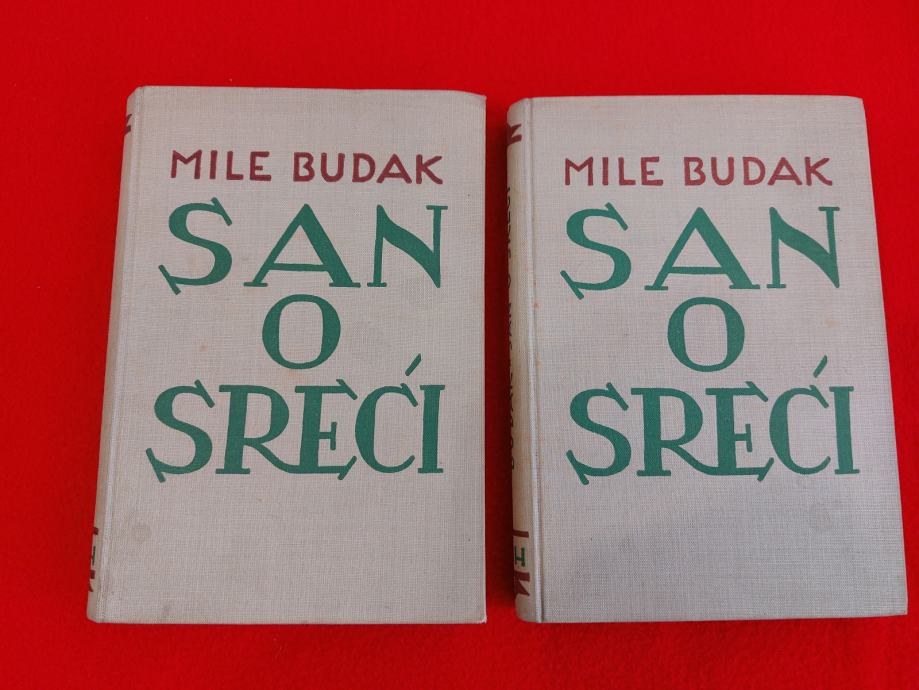 MILE BUDAK
SAN
O
SREĆI
MILE BUDAK
SAN
O
SREĆI
H
H